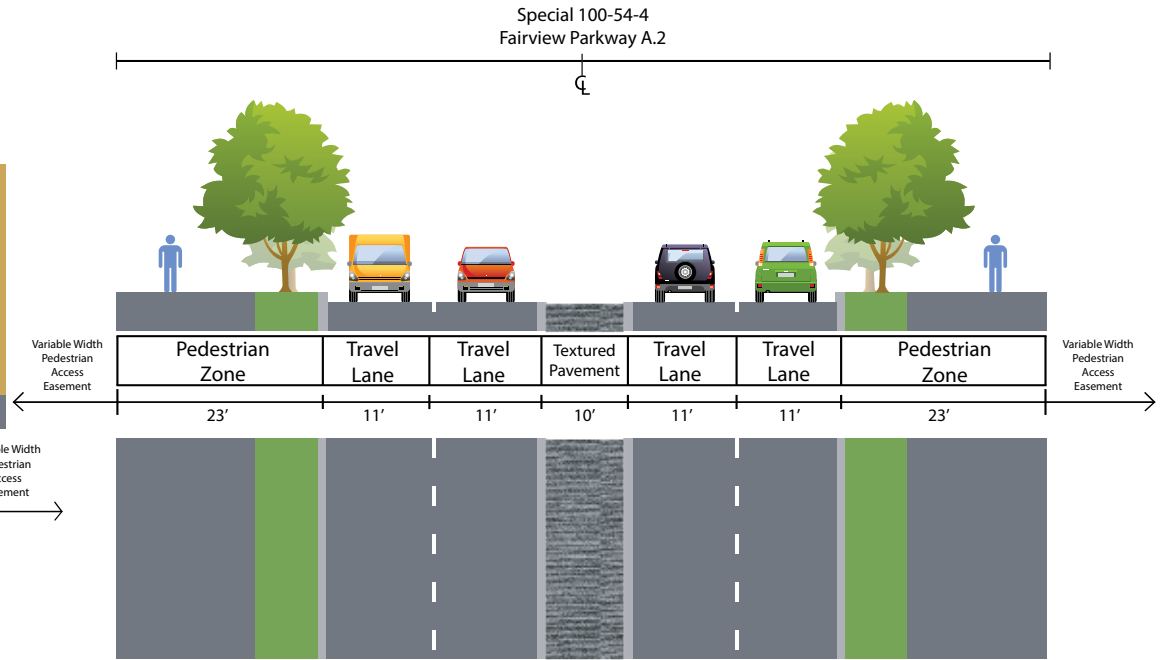 Special 100-54-4
Fairview Parkway A.2
℄
Variable Width
Pedestrian
Access
Easement
Pedestrian
Zone
Travel
Lane
Travel
Lane
Textured
Pavement
Travel
Lane
Travel
Lane
Pedestrian
Zone
Variable Width
Pedestrian
Access
Easement
23’
11’
11’
10’
11’
11’
23’
Width